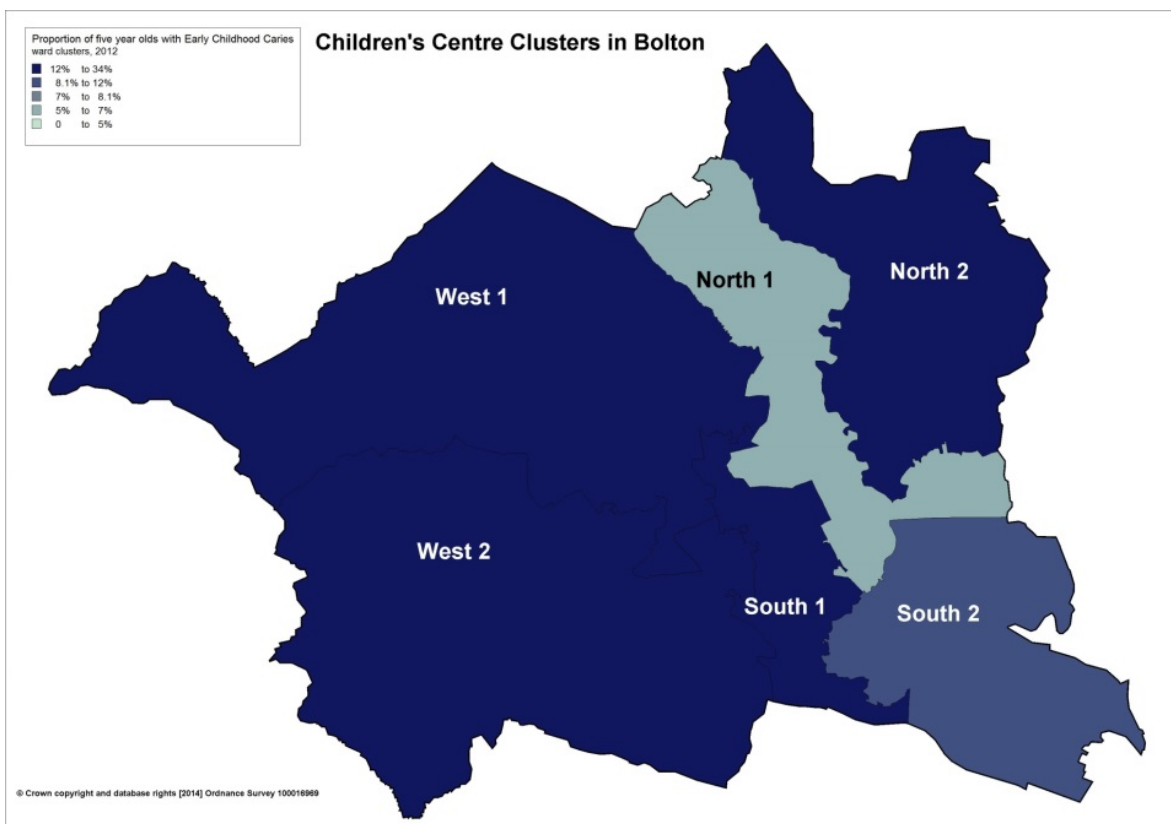 Proportion of five year olds with Early Childhood Caries
ward clusters, 2012
12% to 34%
8.1% to 12%
7% to 8.1%
5% to 7%
0 to 5%
Children's Centre Clusters in Bolton
North 1
North 2
West 1
West 2
South 1
South 2
© Crown copyright and database rights [2014] Ordnance Survey 100016969